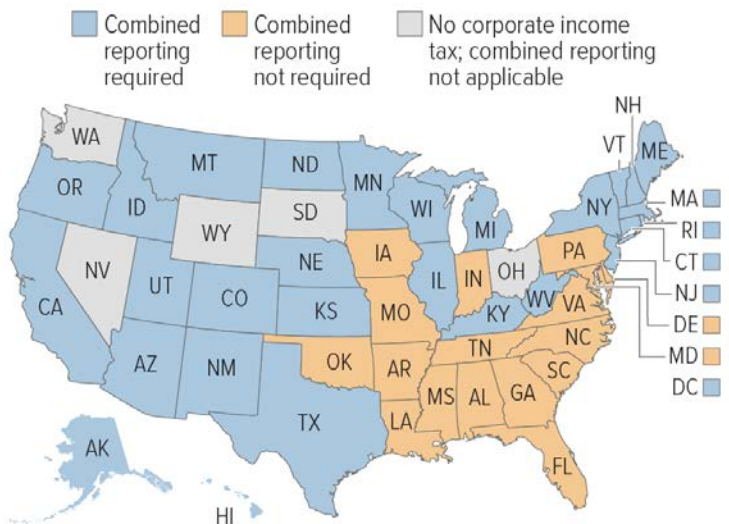 Combined
reporting
required
Combined
reporting
not required
No corporate income
tax; combined reporting
not applicable
NH
VT
ME
WA
MT
ND
MN
OR
ID
WI
NY
MA
SD
MI
RI
WY
IA
PA
CT
NE
NV
UT
CO
IL
IN
OH
NJ
CA
KS
MO
KY
WV
VA
DE
MD
DC
AZ
NM
OK
AR
TN
NC
SC
MS
AL
GA
TX
LA
FL
AK
HI